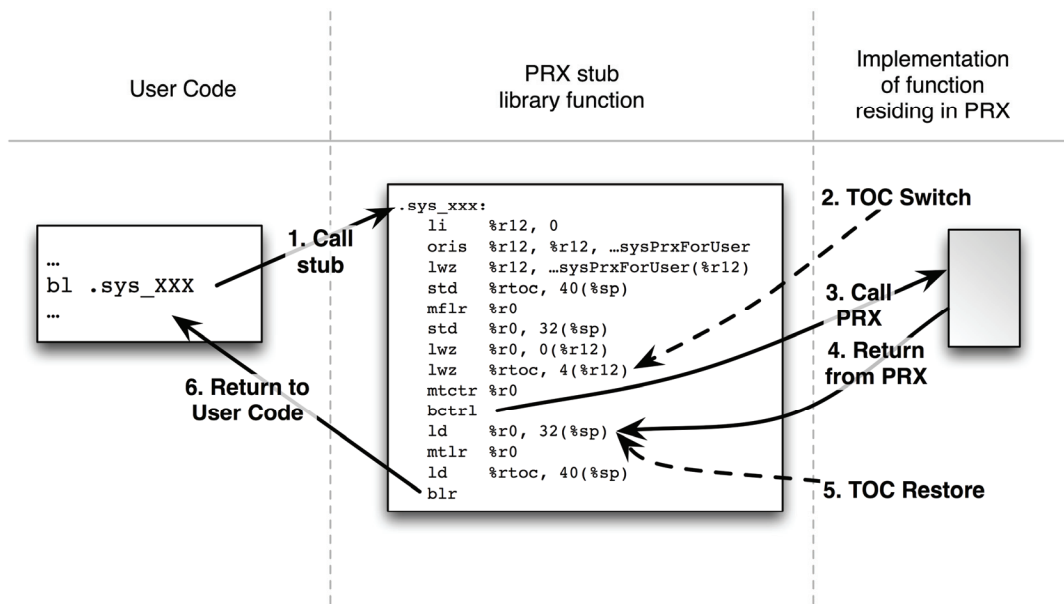 User Code
PRX stub
library function
Implementation
of function
residing in PRX
…
bl .sys_XXX
…
1. Call
stub
.sys_xxx:
li %r12, 0
oris %r12, %r12, …sysPrxForUser
lwz %r12, …sysPrxForUser(%r12)
std %rtoc, 40(%sp)
mflr %r0
std %r0, 32(%sp)
lwz %r0, 0(%r12)
lwz %rtoc, 4(%r12)
mtctr %r0
bctrl
ld %r0, 32(%sp)
mtlr %r0
ld %rtoc, 40(%sp)
blr
2. TOC Switch
3. Call
PRX
4. Return
from PRX
5. TOC Restore
6. Return to
User Code